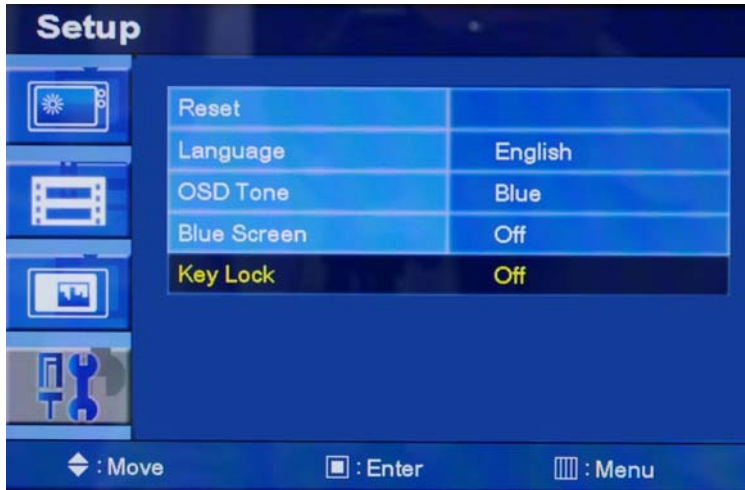 Setup
Reset
Language English
OSD Tone Blue
Blue Screen Off
Key Lock Off
: Move : Enter : Menu